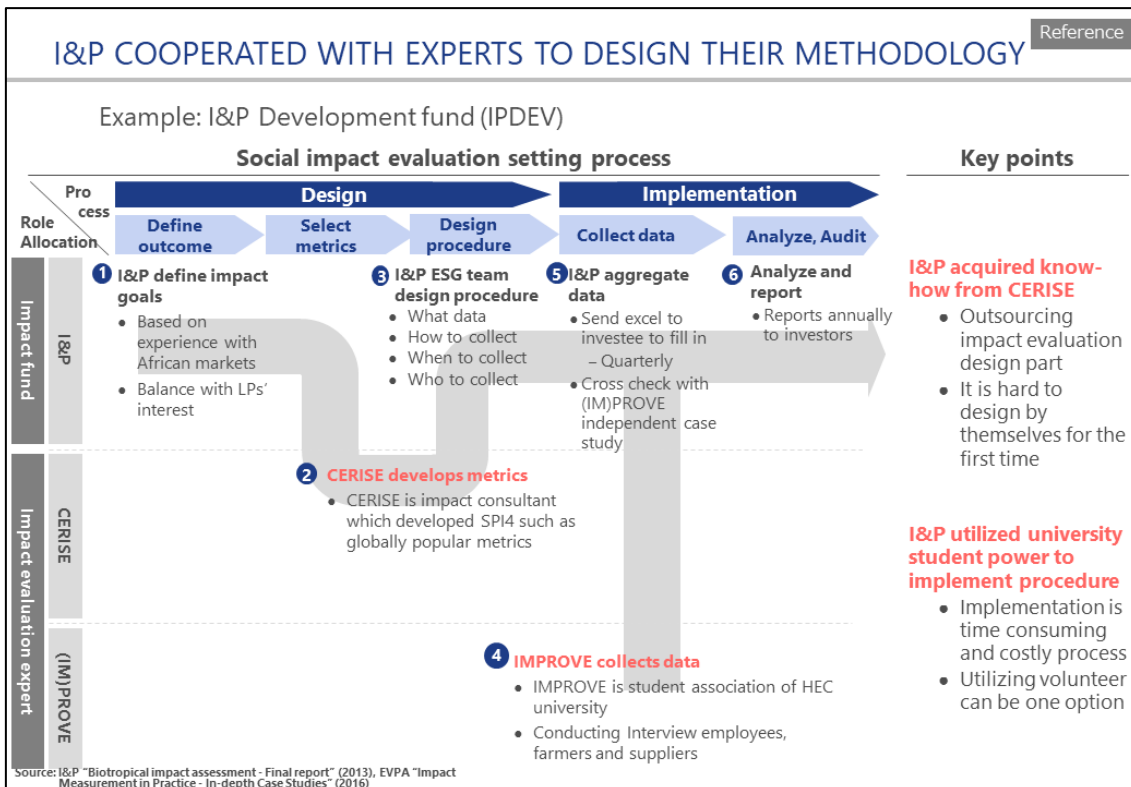 Reference
I&P COOPERATED WITH EXPERTS TO DESIGN THEIR METHODOLOGY
Example: I&P Development fund (IPDEV)
Social impact evaluation setting process
Key points
Pro
cess
Role
Allocation
Design
Implementation
Define
outcome
Select
metrics
Design
procedure
Collect data
Analyze, Audit
Impact fund
I&P
1 I&P define impact
goals
● Based on
experience with
African markets
● Balance with LPs'
interest
3 I&P ESG team
design procedure
● What data
● How to collect
● When to collect
● Who to collect
5 I&P aggregate
data
● Send excel to
investee to fill in
– Quarterly
● Cross check with
(IM)PROVE
independent case
study
6 Analyze and
report
● Reports annually
to investors
Impact evaluation expert
CERISE
2 CERISE develops metrics
● CERISE is impact consultant
which developed SPI4 such as
globally popular metrics
(IM)PROVE
4 IMPROVE collects data
● IMPROVE is student association of HEC
university
● Conducting Interview employees,
farmers and suppliers
I&P acquired know-
how from CERISE
● Outsourcing
impact evaluation
design part
● It is hard to
design by
themselves for the
first time
I&P utilized university
student power to
implement procedure
● Implementation is
time consuming
and costly process
● Utilizing volunteer
can be one option
Source: I&P "Biotropical impact assessment - Final report" (2013), EVPA "Impact
Measurement in Practice - In-depth Case Studies" (2016)